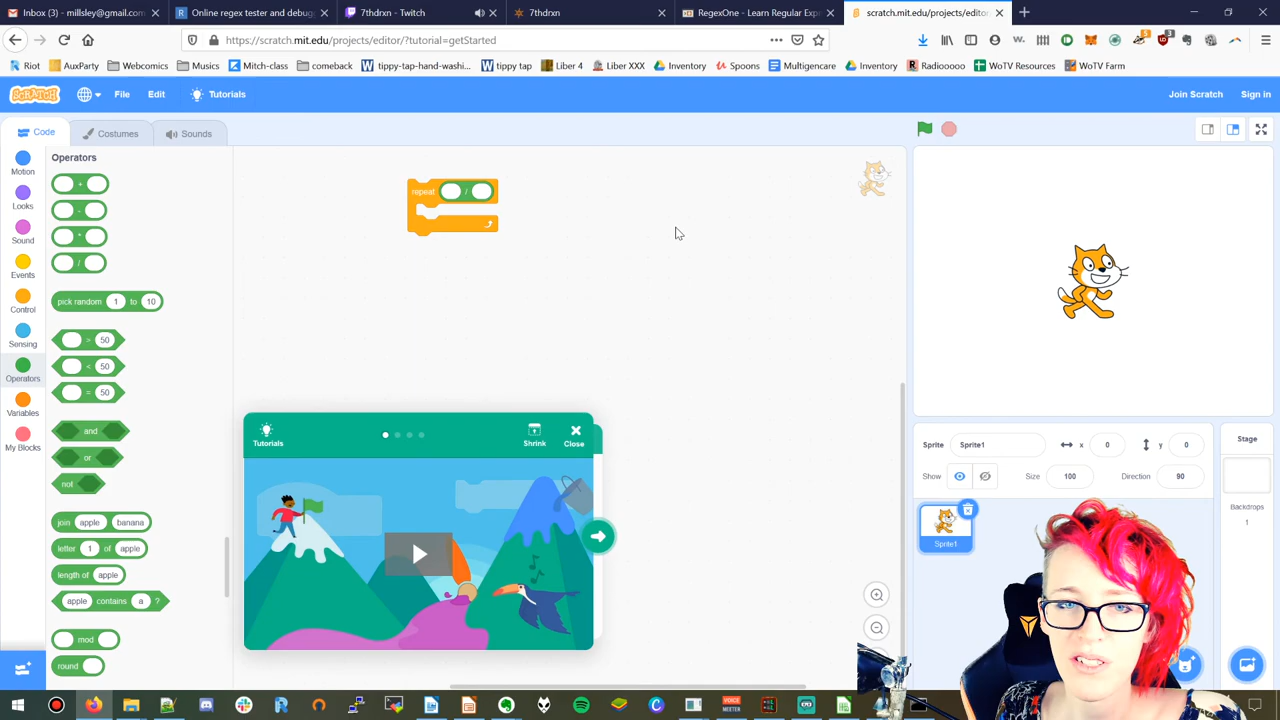 Inbox (3) - millsley@gmail.com
Online regex tester and debug
7thdrxn - Twitch
7thdrxn
RegexOne - Learn Regular Exp
scratch.mit.edu/projects/editor
https://scratch.mit.edu/projects/editor/?tutorial=getStarted
Riot
AuxParty
Webcomics
Musics
Mitch-class
comeback
tippy-tap-hand-washi...
tippy tap
Liber 4
Liber XXX
Inventory
Spoons
Multigencare
Inventory
Radiooooo
WoTV Resources
WoTV Farm
SCRATCH
File
Edit
Tutorials
Join Scratch
Sign in
Code
Costumes
Sounds
Motion
Looks
Sound
Events
Control
Sensing
Operators
Variables
My Blocks
Operators
+
-
*
/
pick random 1 to 10
> 50
< 50
= 50
and
or
not
join apple banana
letter 1 of apple
length of apple
apple contains a ?
mod
round
repeat /
Tutorials
Shrink
Close
Sprite
Sprite1
x
0
y
0
Show
Size
100
Direction
90
Sprite1
Stage
Backdrops
1
VOICE
MEETER